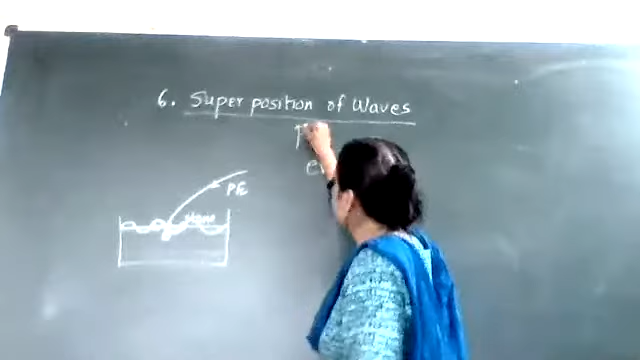 6. Super position of Waves
PE